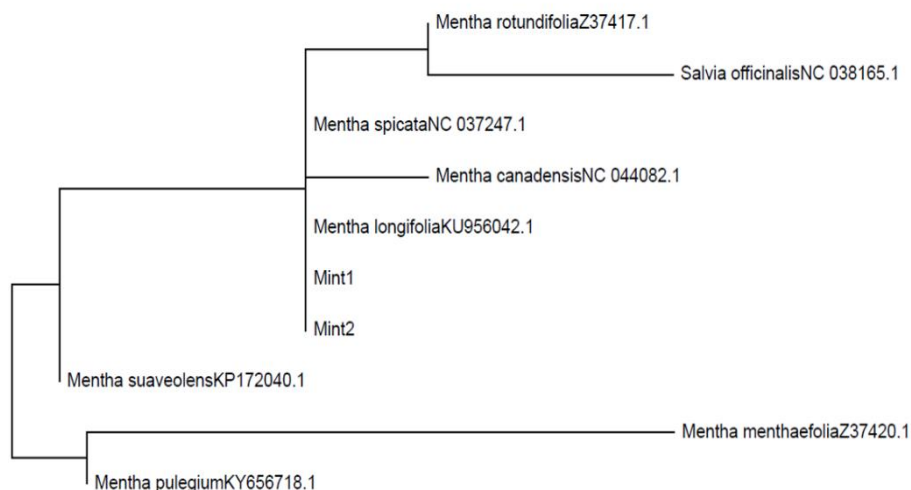 Mentha rotundifoliaZ37417.1
Salvia officinalisNC 038165.1
Mentha spicataNC 037247.1
Mentha canadensisNC 044082.1
Mentha longifoliaKU956042.1
Mint1
Mint2
Mentha suaveolensKP172040.1
Mentha menthaefoliaZ37420.1
Mentha pulegiumKY656718.1